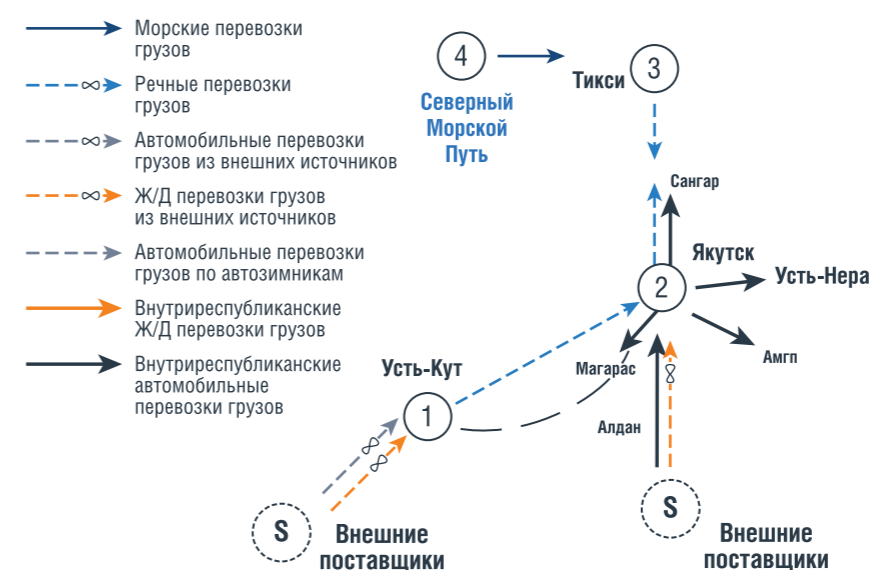 Морские перевозки
грузов
Речные перевозки
грузов
Автомобильные перевозки
грузов из внешних источников
Ж/Д перевозки грузов
из внешних источников
Автомобильные перевозки
грузов по автозимникам
Внутриреспубликанские
Ж/Д перевозки грузов
Внутриреспубликанские
автомобильные
перевозки грузов
4
Северный
Морской
Путь
Тикси
3
Сангар
Якутск
2
Усть-Нера
Амгп
Магарас
Усть-Кут
1
Алдан
S
Внешние
поставщики
S
Внешние
поставщики